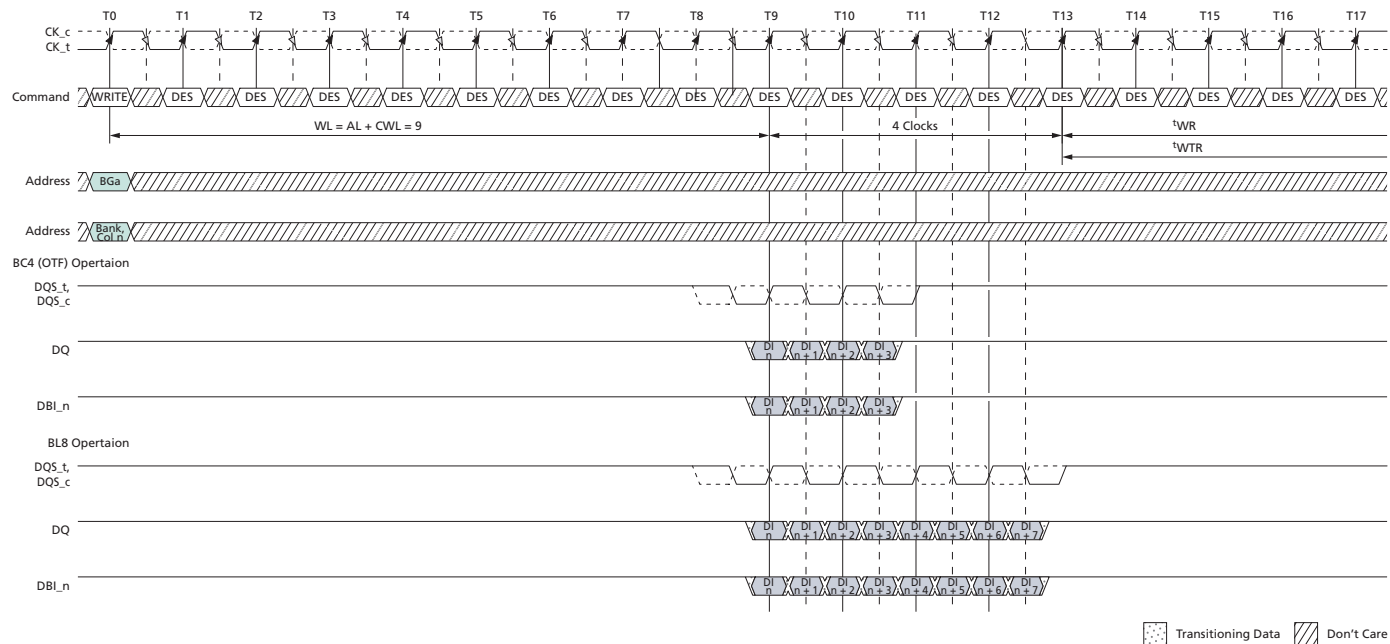 T0 T1 T2 T3 T4 T5 T6 T7 T8 T9 T10 T11 T12 T13 T14 T15 T16 T17
CK_c
CK_t
Command WRITE DES DES DES DES DES DES DES DES DES DES DES DES DES DES DES DES DES
WL = AL + CWL = 9 4 Clocks tWR
tWTR
Address BGa
Address Bank, Col n
BC4 (OTF) Opertaion
DQS_t,
DQS_c
DQ DI n DI n + 1 DI n + 2 DI n + 3
DBI_n DI n DI n + 1 DI n + 2 DI n + 3
BL8 Opertaion
DQS_t,
DQS_c
DQ DI n DI n + 1 DI n + 2 DI n + 3 DI n + 4 DI n + 5 DI n + 6 DI n + 7
DBI_n DI n DI n + 1 DI n + 2 DI n + 3 DI n + 4 DI n + 5 DI n + 6 DI n + 7
Transitioning Data Don't Care